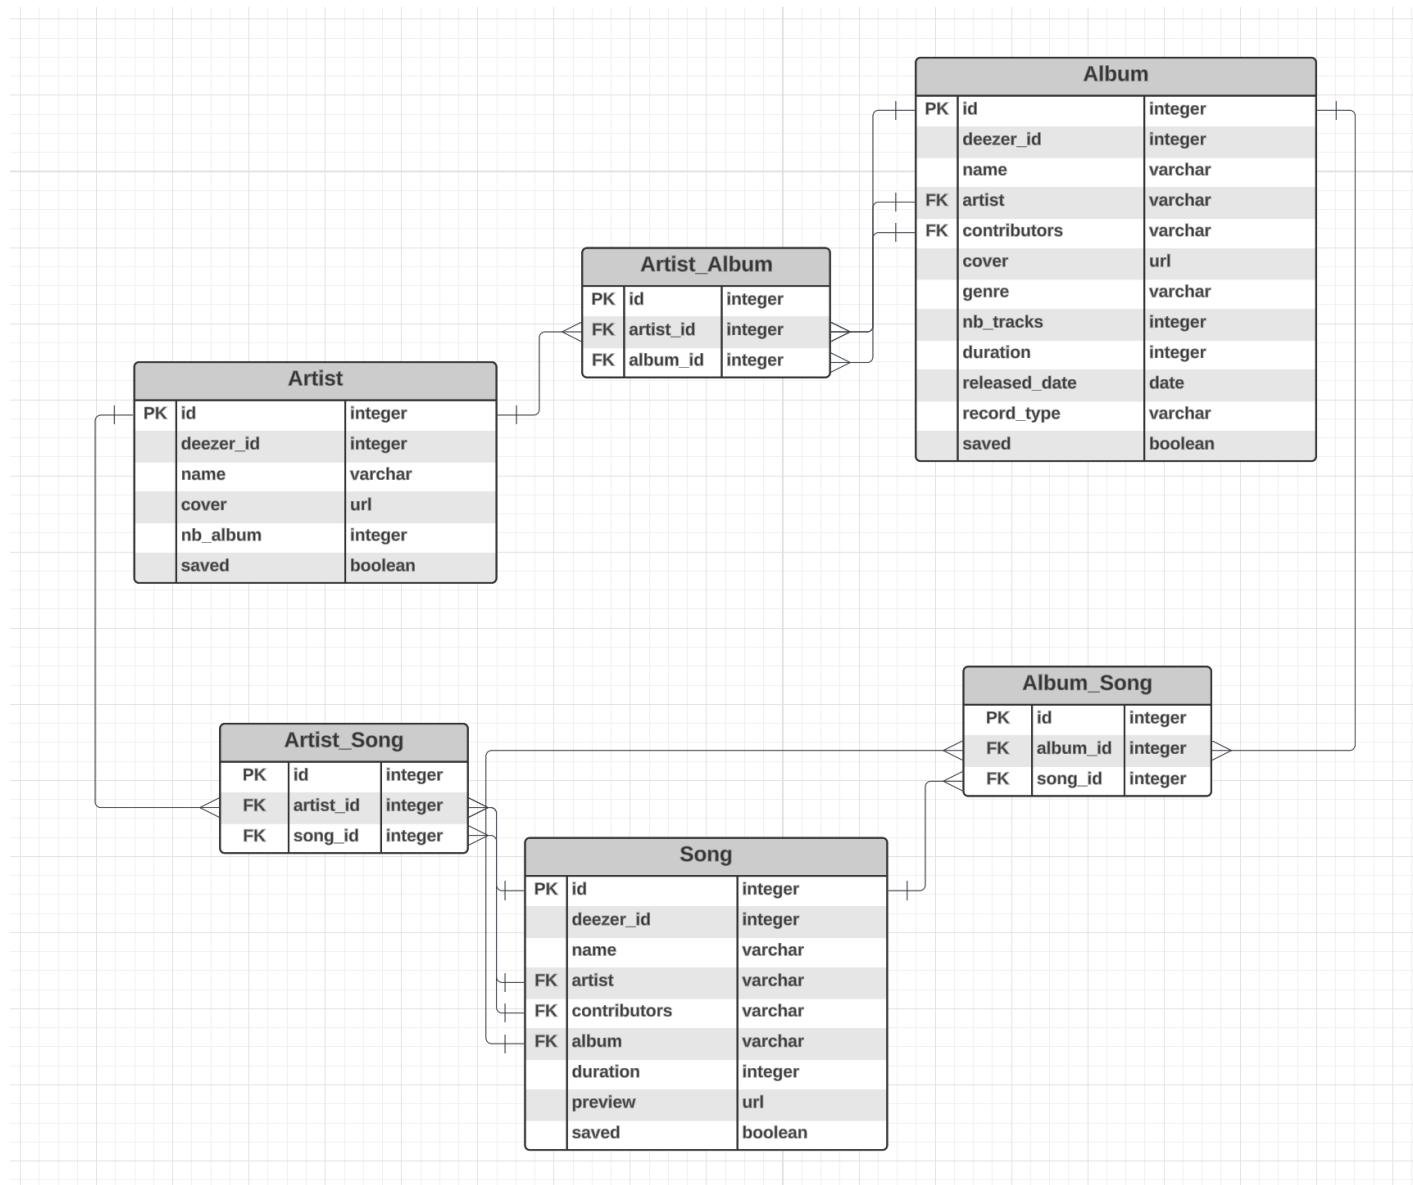 Album
PK id integer
deezer_id integer
name varchar
FK artist varchar
FK contributors varchar
cover url
genre varchar
nb_tracks integer
duration integer
released_date date
record_type varchar
saved boolean
Artist_Album
PK id integer
FK artist_id integer
FK album_id integer
Artist
PK id integer
deezer_id integer
name varchar
cover url
nb_album integer
saved boolean
Album_Song
PK id integer
FK album_id integer
FK song_id integer
Artist_Song
PK id integer
FK artist_id integer
FK song_id integer
Song
PK id integer
deezer_id integer
name varchar
FK artist varchar
FK contributors varchar
FK album varchar
duration integer
preview url
saved boolean